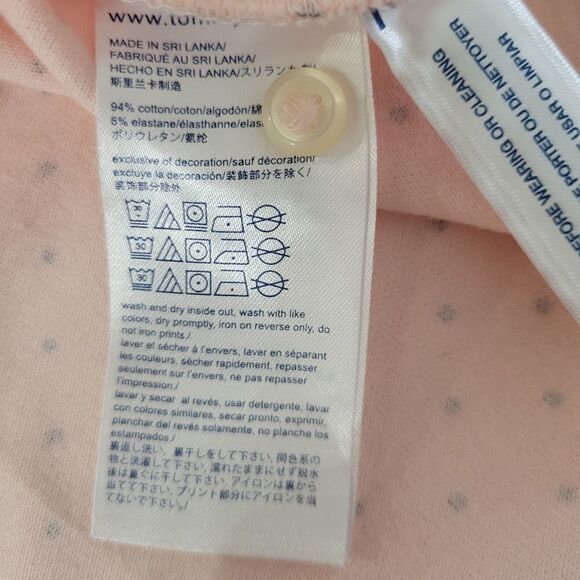 MADE IN SRI LANKA/
FABRIQUÉ AU SRI LANKA/
HECHO EN SRI LANKA/スリランカ
斯里兰卡制造
94% cotton/coton/algodón/綿
6% elastane/élasthanne/
ポリウレタン/氨纶
exclusive of decoration/sauf décoration/
excluye la decoración/装飾部分を除く/
装饰部分除外
30 30
30 30
30 30
wash and dry inside out, wash with like
colors, dry promptly, iron on reverse only, do
not iron prints./
laver et sécher à l'envers, laver en séparant
les couleurs, sécher rapidement, repasser
seulement sur l'envers, ne pas repasser
l'impression./
lavar y secar al revés, usar detergente, lavar
con colores similares, secar pronto, exprimir,
planchar del revés solamente, no planche los
estampados./
裏返し洗い、裏干しをして下さい, 同色系の
物と洗濯して下さい, 濡れたままにせず脱水
後は直ぐに干して下さい, アイロンは裏から
当てて下さい, プリント部分にアイロンを当
てないで下さい./
BEFORE WEARING OR CLEANING
PORTER OU DE NETTOYER
USAR O LIMPIAR